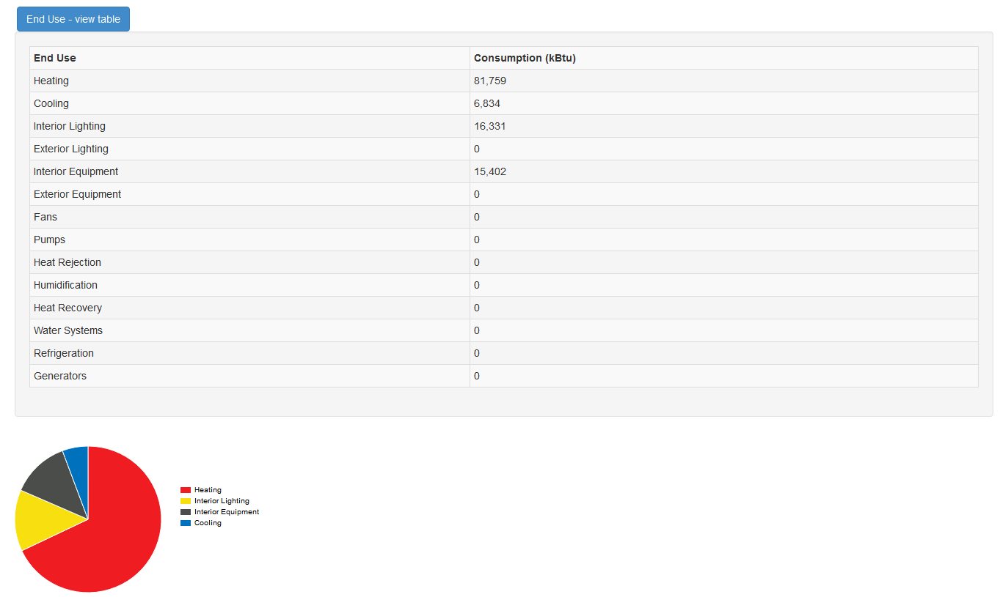 End Use - view table
End Use Consumption (kBtu)
Heating 81,759
Cooling 6,834
Interior Lighting 16,331
Exterior Lighting 0
Interior Equipment 15,402
Exterior Equipment 0
Fans 0
Pumps 0
Heat Rejection 0
Humidification 0
Heat Recovery 0
Water Systems 0
Refrigeration 0
Generators 0
Heating
Interior Lighting
Interior Equipment
Cooling